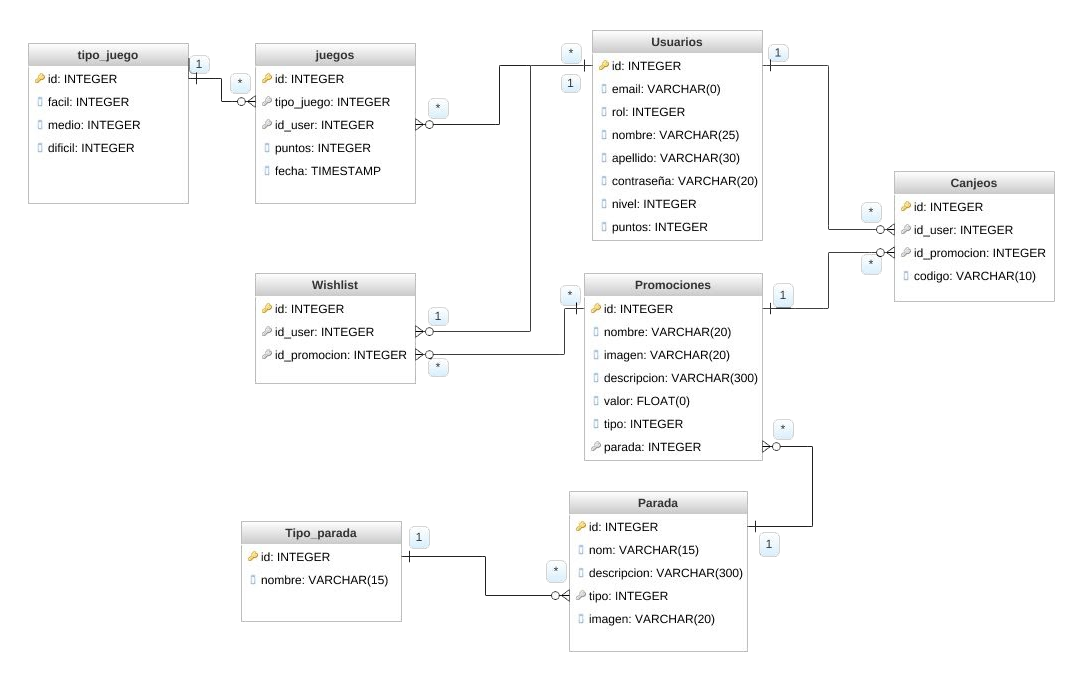 tipo_juego
id: INTEGER
facil: INTEGER
medio: INTEGER
dificil: INTEGER
1
*
juegos
id: INTEGER
tipo_juego: INTEGER
id_user: INTEGER
puntos: INTEGER
fecha: TIMESTAMP
*
*
1
Usuarios
id: INTEGER
email: VARCHAR(0)
rol: INTEGER
nombre: VARCHAR(25)
apellido: VARCHAR(30)
contraseña: VARCHAR(20)
nivel: INTEGER
puntos: INTEGER
1
*
*
Canjeos
id: INTEGER
id_user: INTEGER
id_promocion: INTEGER
codigo: VARCHAR(10)
Wishlist
id: INTEGER
id_user: INTEGER
id_promocion: INTEGER
1
*
*
Promociones
id: INTEGER
nombre: VARCHAR(20)
imagen: VARCHAR(20)
descripcion: VARCHAR(300)
valor: FLOAT(0)
tipo: INTEGER
parada: INTEGER
1
*
Tipo_parada
id: INTEGER
nombre: VARCHAR(15)
1
*
Parada
id: INTEGER
nom: VARCHAR(15)
descripcion: VARCHAR(300)
tipo: INTEGER
imagen: VARCHAR(20)
1